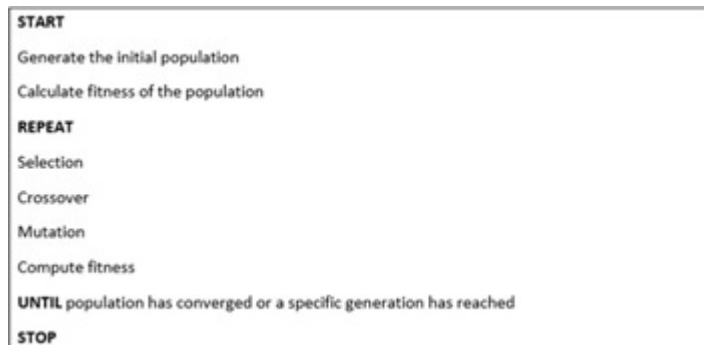 START
Generate the initial population
Calculate fitness of the population
REPEAT
Selection
Crossover
Mutation
Compute fitness
UNTIL population has converged or a specific generation has reached
STOP